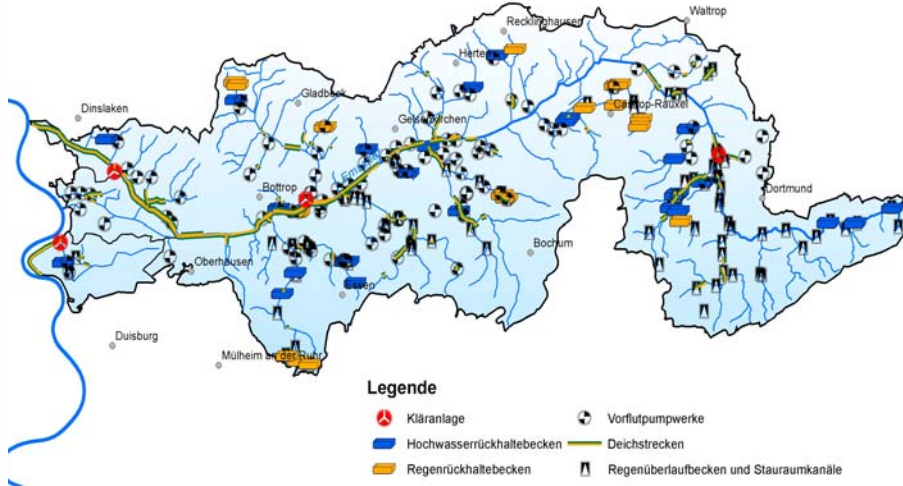 Waltrop
Recklinghausen
Herten
Dinslaken
Gladbeck
Castrop-Rauxel
Gelsenkirchen
Emscher
Bottrop
Dortmund
Bochum
Oberhausen
Essen
Duisburg
Mülheim an der Ruhr
Legende
Kläranlage
Vorflutpumpwerke
Hochwasserrückhaltebecken
Deichstrecken
Regenrückhaltebecken
Regenüberlaufbecken und Stauraumkanäle